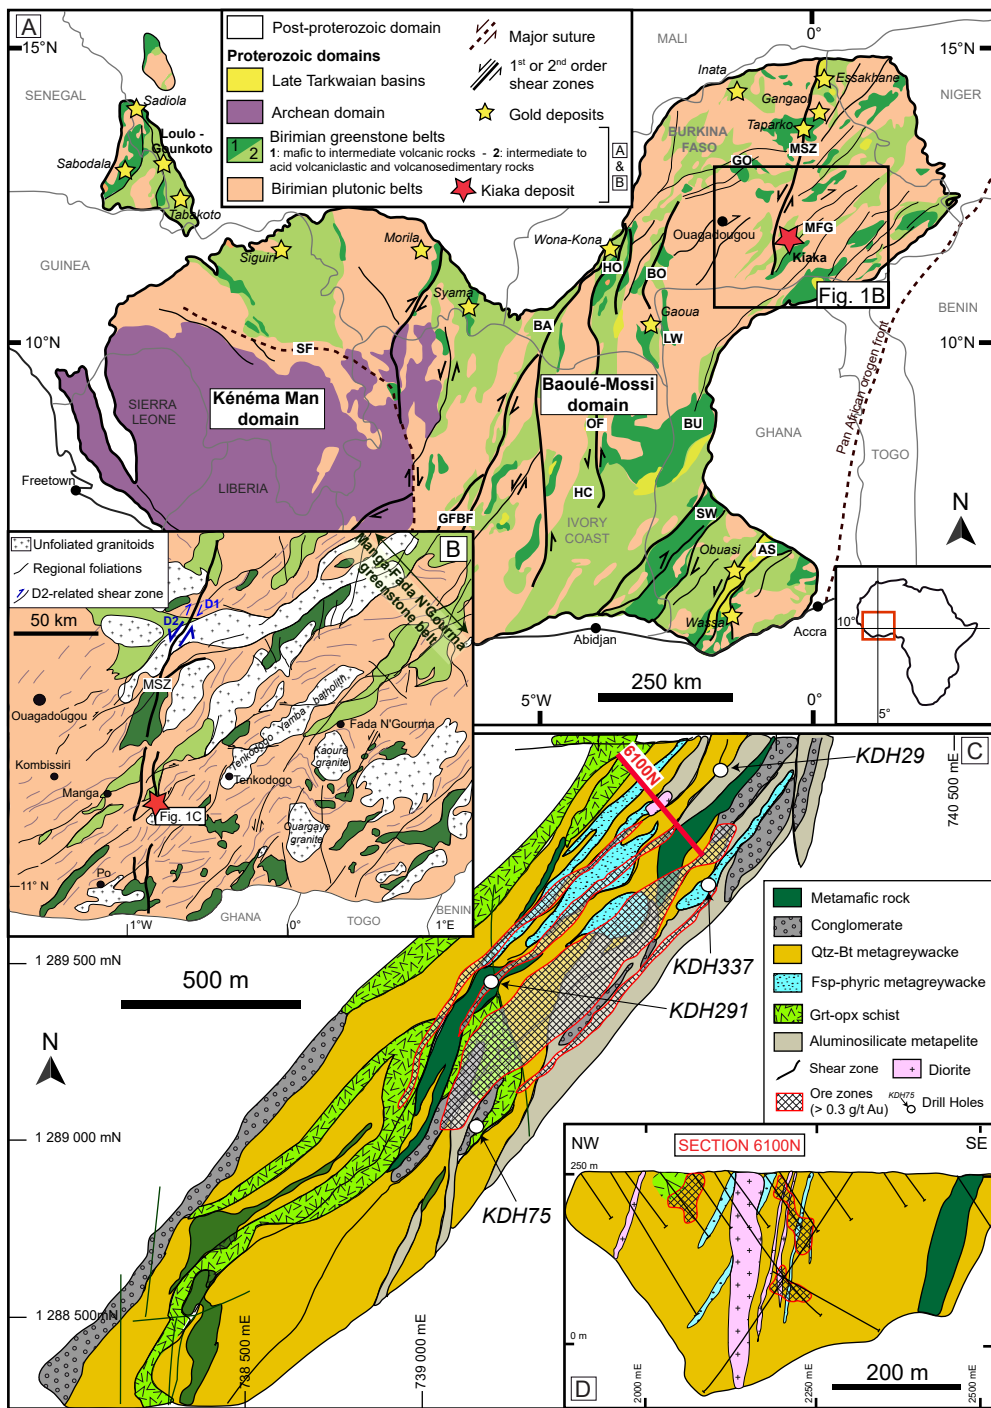 A
Post-proterozoic domain
Proterozoic domains
Late Tarkwaian basins
Archean domain
Birimian greenstone belts
1
2
1: mafic to intermediate volcanic rocks - 2: intermediate to
acid volcaniclastic and volcanosedimentary rocks
Birimian plutonic belts
Major suture
1st or 2nd order
shear zones
Gold deposits
A
&
B
Kiaka deposit
15°N
0°
15°N
MALI
SENEGAL
Sadiola
Loulo -
Gounkoto
Sabodala
Tabakoto
Inata
Essakhane
Gangaol
NIGER
Taparko
BURKINA
FASO
MSZ
GO
Ouagadougou
MFG
Kiaka
Fig. 1B
GUINEA
Siguiri
Morila
Wona-Kona
HO
BO
Syama
Gaoua
BENIN
10°N
SF
BA
LW
10°N
Kénéma Man
domain
Baoulé-Mossi
domain
SIERRA
LEONE
OF
BU
GHANA
Pan African orogen front
TOGO
Freetown
LIBERIA
HC
GFBF
IVORY
COAST
SW
N
Obuasi
AS
Wassa
Abidjan
Accra
250 km
5°W
0°
10°
5°
B
Unfoliated granitoids
Regional foliations
D2-related shear zone
50 km
Manga-Fada N'Gourma
greenstone belt
D1
D2
MSZ
Ouagadougou
Tenkodogo - Yamba batholith
Fada N'Gourma
Kaouré
granite
Kombissiri
Tenkodogo
Manga
Fig. 1C
Ouargaye
granite
11° N
Po
GHANA
TOGO
BENIN
1°W
0°
1°E
C
6100N
KDH29
740 500 mE
KDH337
KDH291
KDH75
1 289 500 mN
500 m
N
1 289 000 mN
1 288 500mN
738 500 mE
739 000 mE
Metamafic rock
Conglomerate
Qtz-Bt metagreywacke
Fsp-phyric metagreywacke
Grt-opx schist
Aluminosilicate metapelite
Shear zone
Diorite
Ore zones
(> 0.3 g/t Au)
KDH75
Drill Holes
NW
SECTION 6100N
SE
250 m
0 m
D
200 m
2000 mE
2250 mE
2500 mE